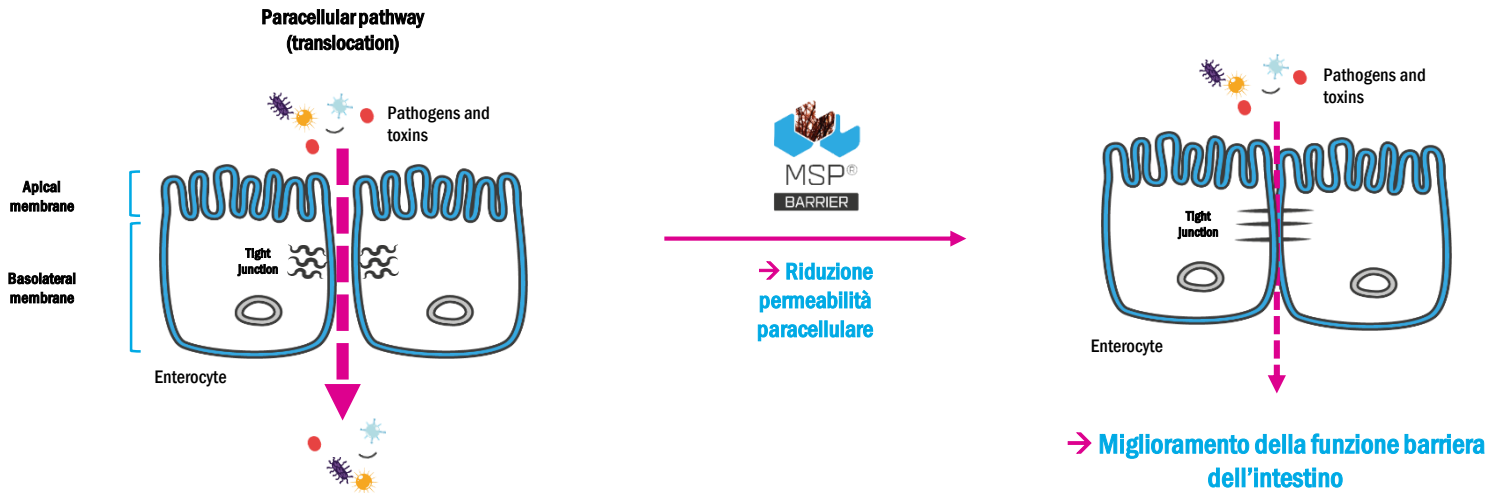 Paracellular pathway
(translocation)
Pathogens and
toxins
Apical
membrane
Tight
junction
Basolateral
membrane
Enterocyte
MSP®
BARRIER
→ Riduzione
permeabilità
paracellulare
Pathogens and
toxins
Tight
junction
Enterocyte
→ Miglioramento della funzione barriera
dell'intestino